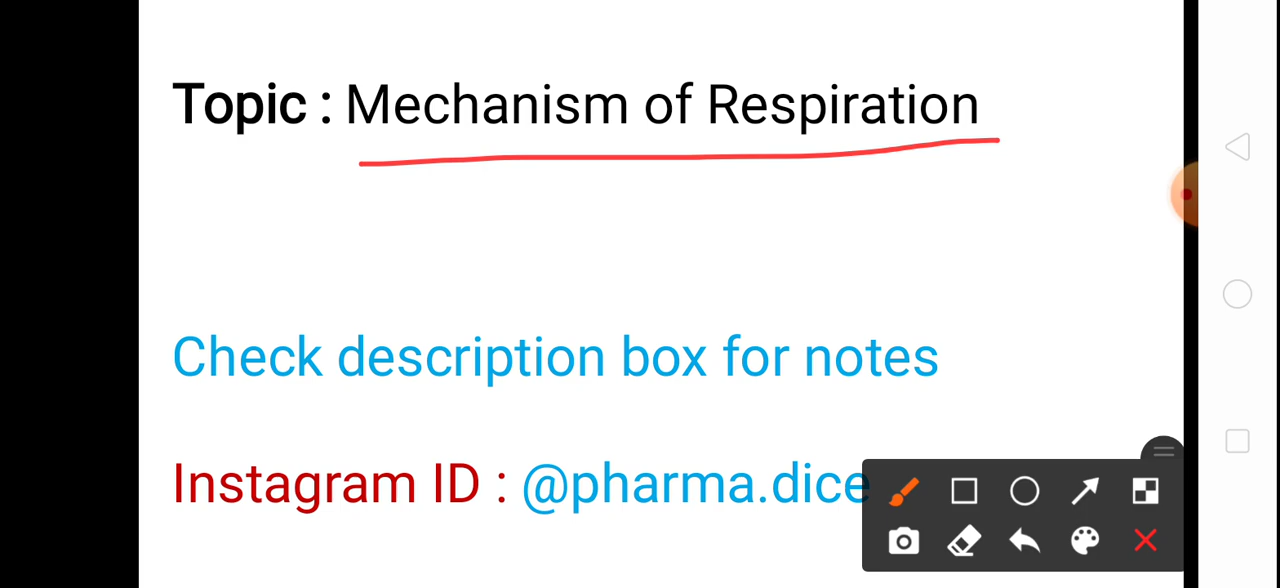 Topic : Mechanism of Respiration
Check description box for notes
Instagram ID : @pharma.dice